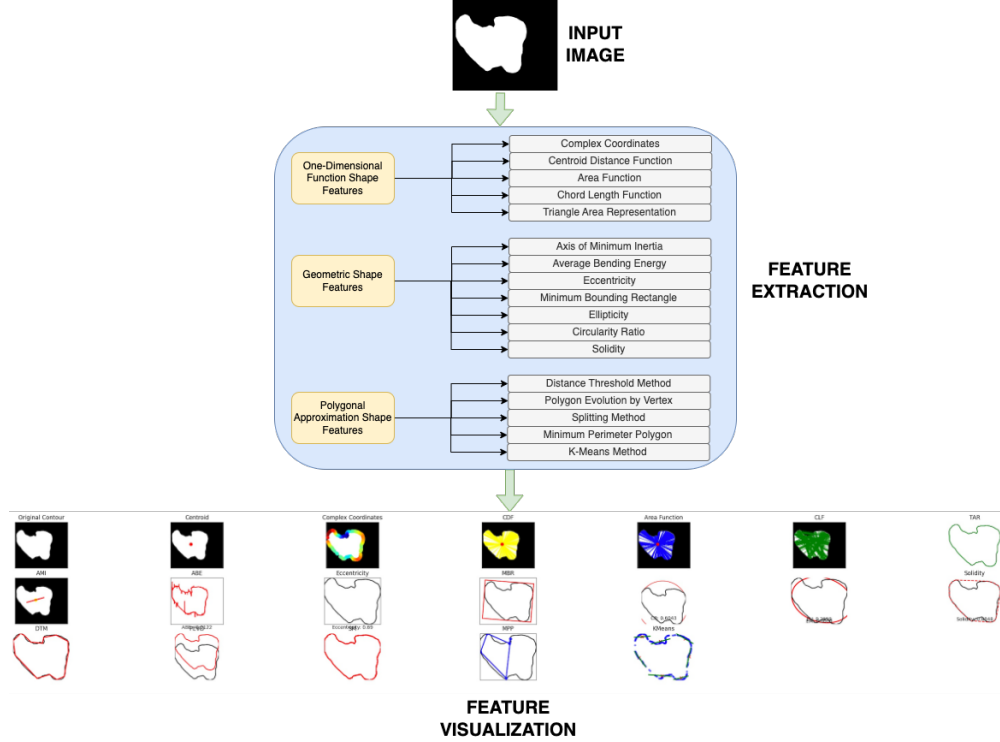 INPUT
IMAGE
One-Dimensional
Function Shape
Features
Complex Coordinates
Centroid Distance Function
Area Function
Chord Length Function
Triangle Area Representation
Geometric Shape
Features
Axis of Minimum Inertia
Average Bending Energy
Eccentricity
Minimum Bounding Rectangle
Ellipticity
Circularity Ratio
Solidity
FEATURE
EXTRACTION
Polygonal
Approximation Shape
Features
Distance Threshold Method
Polygon Evolution by Vertex
Splitting Method
Minimum Perimeter Polygon
K-Means Method
Original Contour
Centroid
Complex Coordinates
CDF
Area Function
CLF
TAR
AMI
ABE
Eccentricity
MBR
Solidity
DTM
MPP
KMeans
FEATURE
VISUALIZATION